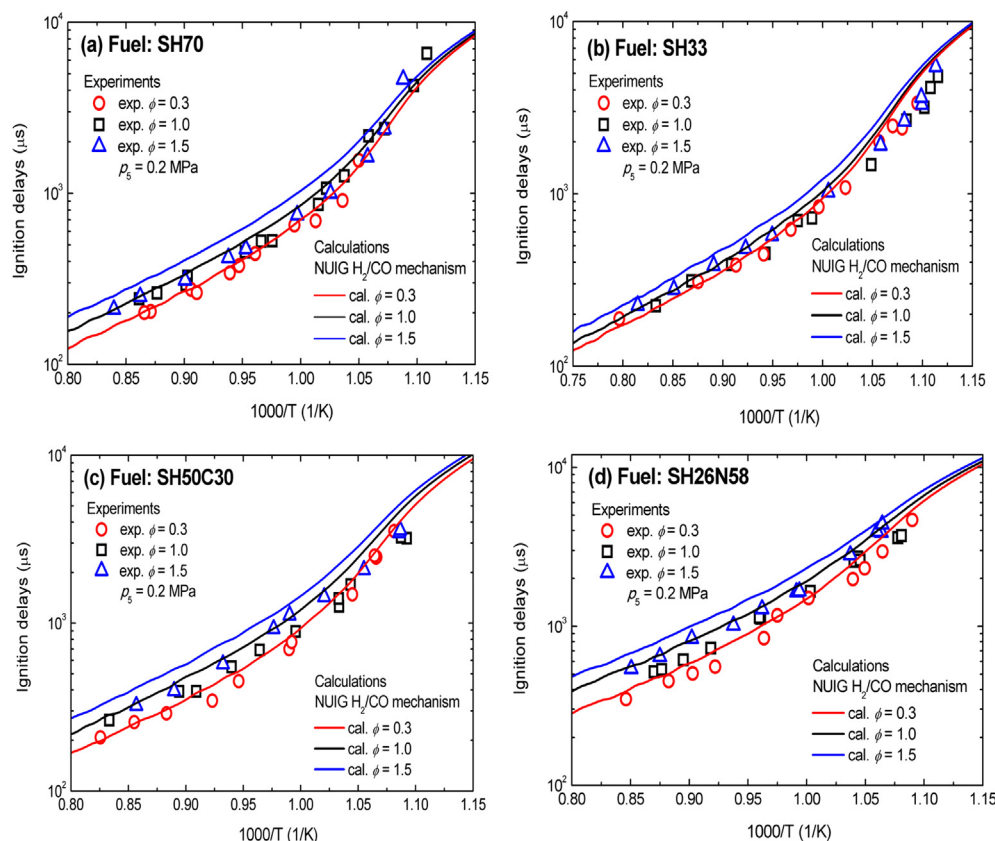 (a) Fuel: SH70
Experiments
exp. ϕ = 0.3
exp. ϕ = 1.0
exp. ϕ = 1.5
p5 = 0.2 MPa
Calculations
NUIG H2/CO mechanism
cal. ϕ = 0.3
cal. ϕ = 1.0
cal. ϕ = 1.5
Ignition delays (μs)
10^4
10^3
10^2
0.80 0.85 0.90 0.95 1.00 1.05 1.10 1.15
1000/T (1/K)
(b) Fuel: SH33
Experiments
exp. ϕ = 0.3
exp. ϕ = 1.0
exp. ϕ = 1.5
p5 = 0.2 MPa
Calculations
NUIG H2/CO mechanism
cal. ϕ = 0.3
cal. ϕ = 1.0
cal. ϕ = 1.5
Ignition delays (μs)
10^4
10^3
10^2
0.75 0.80 0.85 0.90 0.95 1.00 1.05 1.10 1.15
1000/T (1/K)
(c) Fuel: SH50C30
Experiments
exp. ϕ = 0.3
exp. ϕ = 1.0
exp. ϕ = 1.5
p5 = 0.2 MPa
Calculations
NUIG H2/CO mechanism
cal. ϕ = 0.3
cal. ϕ = 1.0
cal. ϕ = 1.5
Ignition delays (μs)
10^4
10^3
10^2
0.80 0.85 0.90 0.95 1.00 1.05 1.10 1.15
1000/T (1/K)
(d) Fuel: SH26N58
Experiments
exp. ϕ = 0.3
exp. ϕ = 1.0
exp. ϕ = 1.5
p5 = 0.2 MPa
Calculations
NUIG H2/CO mechanism
cal. ϕ = 0.3
cal. ϕ = 1.0
cal. ϕ = 1.5
Ignition delays (μs)
10^4
10^3
10^2
0.80 0.85 0.90 0.95 1.00 1.05 1.10 1.15
1000/T (1/K)